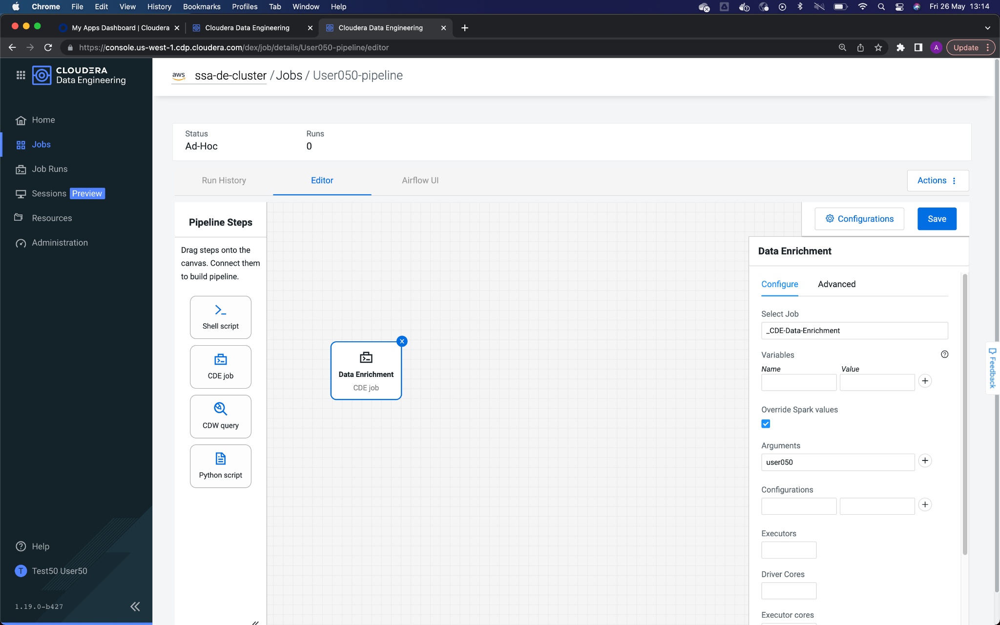 Chrome File Edit View History Bookmarks Profiles Tab Window Help Fri 26 May 13:14
My Apps Dashboard | Cloudera Cloudera Data Engineering Cloudera Data Engineering
https://console.us-west-1.cdp.cloudera.com/dex/job/details/User050-pipeline/editor A Update
CLOUDERA
Data Engineering
aws ssa-de-cluster / Jobs / User050-pipeline
Home
Jobs
Job Runs
Sessions Preview
Resources
Administration
Help
T Test50 User50
1.19.0-b427
Status
Ad-Hoc
Runs
0
Run History Editor Airflow UI Actions
Pipeline Steps
Drag steps onto the
canvas. Connect them
to build pipeline.
Shell script
CDE job
CDW query
Python script
Data Enrichment
CDE job
Configurations Save
Data Enrichment
Configure Advanced
Select Job
_CDE-Data-Enrichment
Variables
Name Value
Override Spark values
Arguments
user050
Configurations
Executors
Driver Cores
Executor cores
Feedback